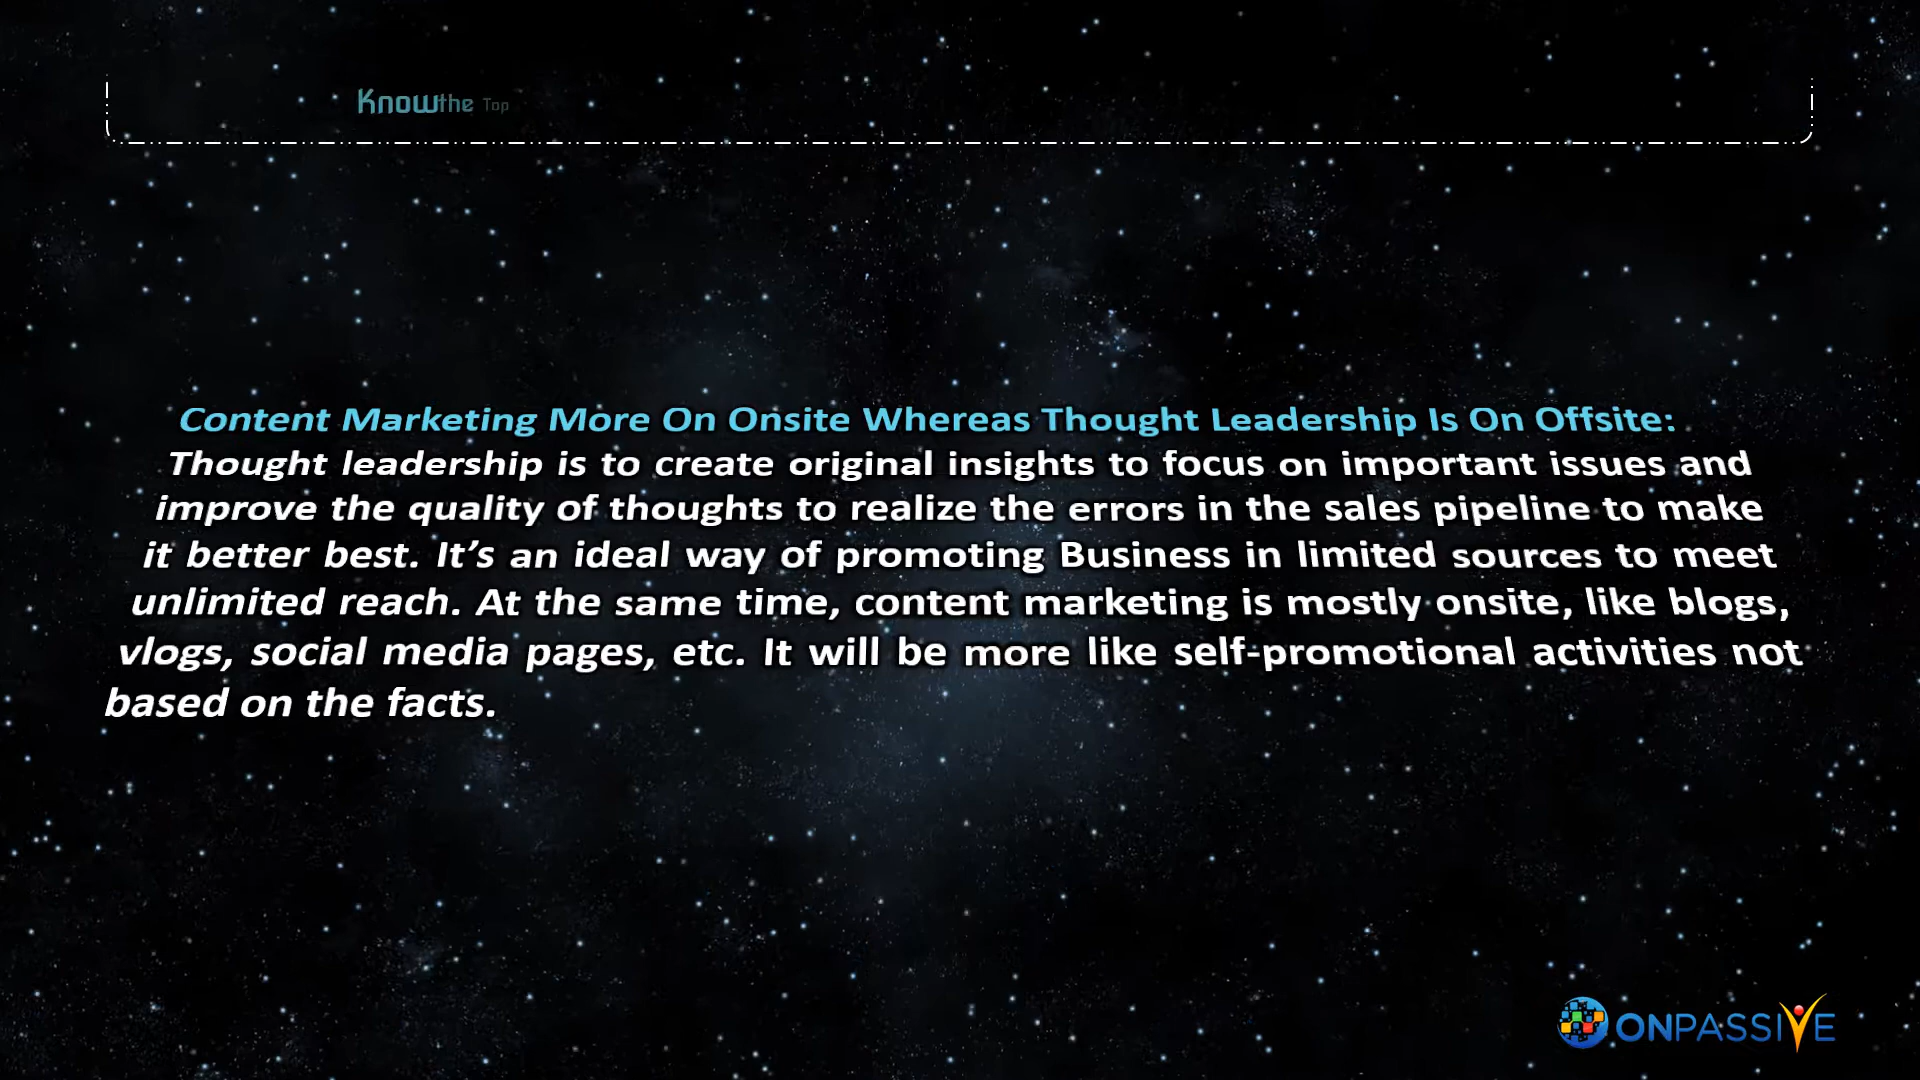 Know the Top
Content Marketing More On Onsite Whereas Thought Leadership Is On Offsite:
Thought leadership is to create original insights to focus on important issues and
improve the quality of thoughts to realize the errors in the sales pipeline to make
it better best. It’s an ideal way of promoting Business in limited sources to meet
unlimited reach. At the same time, content marketing is mostly onsite, like blogs,
vlogs, social media pages, etc. It will be more like self-promotional activities not
based on the facts.
ONPASSIVE